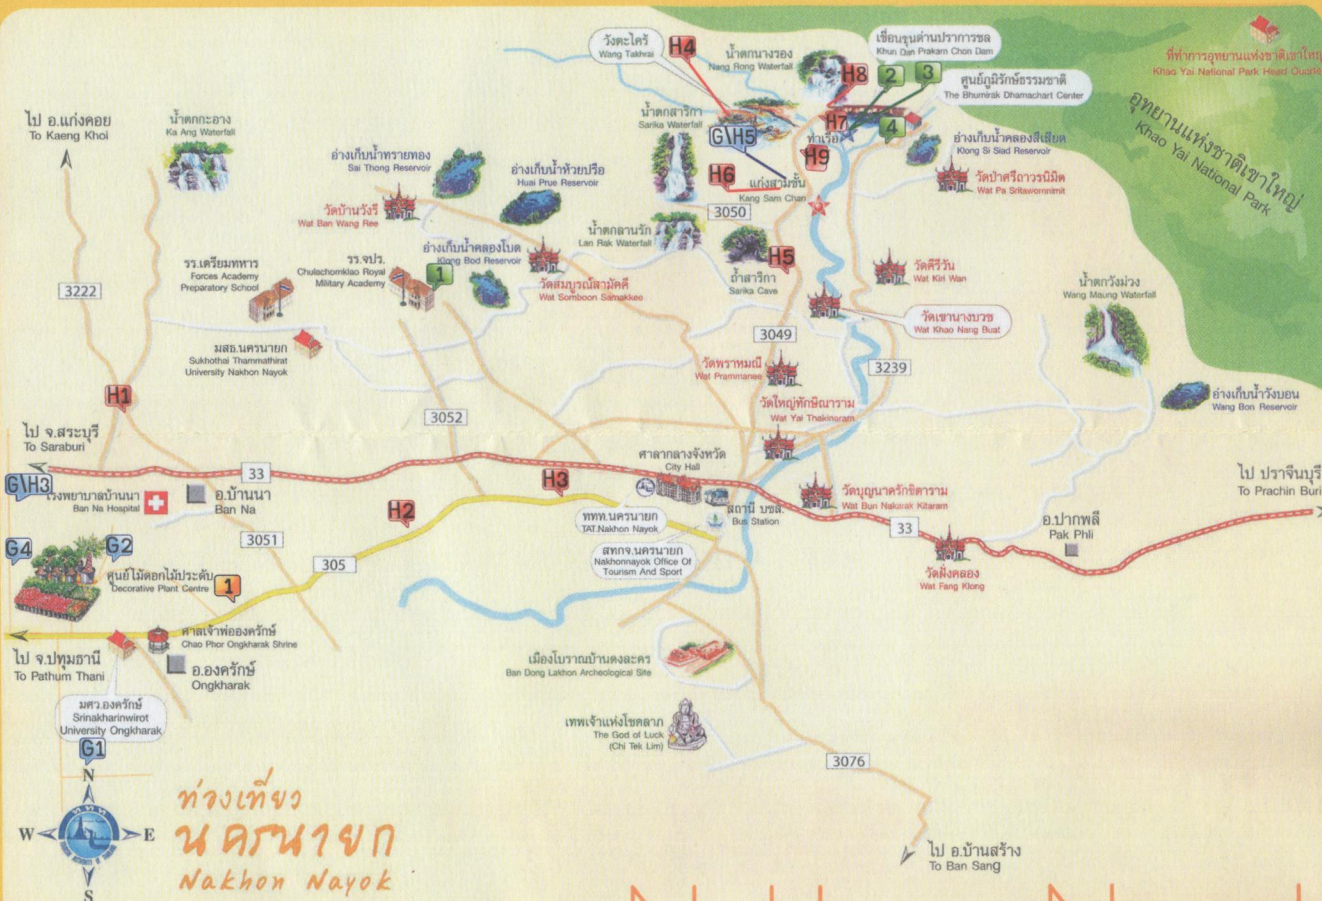 วังตะไคร้
Wang Takhrai
H4
น้ำตกนางรอง
Nang Rong Waterfall
H8
เขื่อนขุนด่านปราการชล
Khun Dan Prakarn Chon Dam
2
3
ศูนย์ภูมิรักษ์ธรรมชาติ
The Bhumirak Dhamachart Center
ที่ทำการอุทยานแห่งชาติเขาใหญ่
Khao Yai National Park Head Quarte
อุทยานแห่งชาติเขาใหญ่
Khao Yai National Park
ไป อ.แก่งคอย
To Kaeng Khoi
น้ำตกกะอาง
Ka Ang Waterfall
น้ำตกสาริกา
Sarika Waterfall
G\H5
H7
ท่าเรือ
4
H9
อ่างเก็บน้ำคลองสีเสียด
Klong Si Siad Reservoir
อ่างเก็บน้ำทรายทอง
Sai Thong Reservoir
อ่างเก็บน้ำห้วยปรือ
Huai Prue Reservoir
H6
แก่งสามชั้น
Kang Sam Chan
วัดป่าศรีถาวรนิมิต
Wat Pa Sritawornnimit
วัดบ้านวังรี
Wat Ban Wang Ree
3050
น้ำตกลานรัก
Lan Rak Waterfall
รร.เตรียมทหาร
Forces Academy
Preparatory School
รร.จปร.
Chulachomklao Royal
Military Academy
1
อ่างเก็บน้ำคลองโบด
Klong Bod Reservoir
วัดสมบูรณ์สามัคคี
Wat Somboon Samakkee
ถ้ำสาริกา
Sarika Cave
H5
วัดคีรีวัน
Wat Kiri Wan
น้ำตกวังม่วง
Wang Maung Waterfall
3222
วัดเขานางบวช
Wat Khao Nang Buat
3049
มสธ.นครนายก
Sukhothai Thammathirat
University Nakhon Nayok
วัดพราหมณี
Wat Prammanee
3239
H1
3052
วัดใหญ่ทักขิณาราม
Wat Yai Thakinaram
อ่างเก็บน้ำวังบอน
Wang Bon Reservoir
ไป จ.สระบุรี
To Saraburi
33
ศาลากลางจังหวัด
City Hall
ไป ปราจีนบุรี
To Prachin Buri
G\H3
โรงพยาบาลบ้านนา
Ban Na Hospital
อ.บ้านนา
Ban Na
H2
H3
ททท.นครนายก
TAT.Nakhon Nayok
สถานี บขส.
Bus Station
วัดบุญนาครักขิตาราม
Wat Bun Nakarak Kitaram
33
อ.ปากพลี
Pak Phli
G4
G2
3051
305
สทกจ.นครนายก
Nakhonnayok Office Of
Tourism And Sport
วัดฝั่งคลอง
Wat Fang Klong
ศูนย์ไม้ดอกไม้ประดับ
Decorative Plant Centre
1
ศาลเจ้าพ่อองครักษ์
Chao Phor Ongkharak Shrine
ไป จ.ปทุมธานี
To Pathum Thani
อ.องครักษ์
Ongkharak
เมืองโบราณบ้านดงละคร
Ban Dong Lakhon Archeological Site
มศว.องครักษ์
Srinakharinwirot
University Ongkharak
G1
เทพเจ้าแห่งโชคลาภ
The God of Luck
(Chi Tek Lim)
3076
N
W
E
S
ท่องเที่ยว
นครนายก
Nakhon Nayok
ไป อ.บ้านสร้าง
To Ban Sang